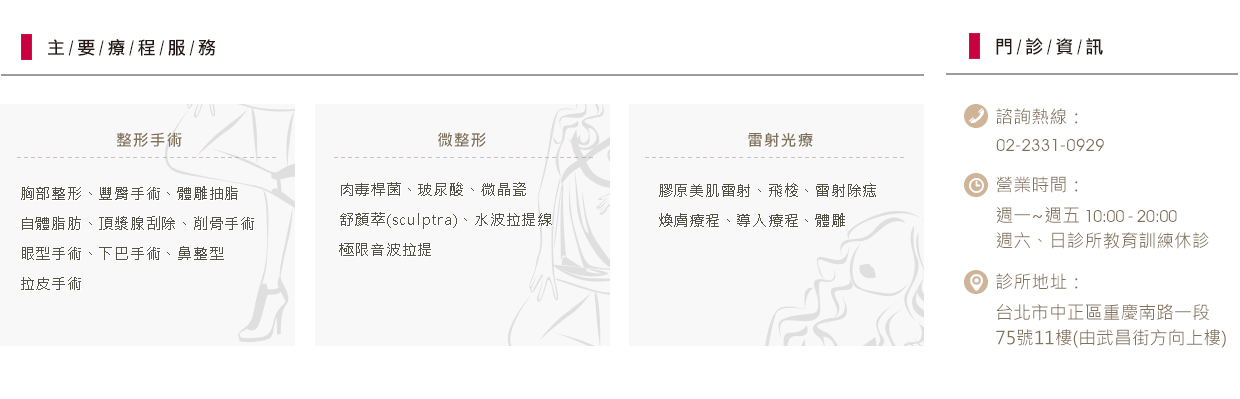 主/要/療/程/服/務
整形手術
胸部整形、豐臀手術、體雕抽脂
自體脂肪、頂漿腺刮除、削骨手術
眼型手術、下巴手術、鼻整型
拉皮手術
微整形
肉毒桿菌、玻尿酸、微晶瓷
舒顏萃(sculptra)、水波拉提線
極限音波拉提
雷射光療
膠原美肌雷射、飛梭、雷射除痣
煥膚療程、導入療程、體雕
門/診/資/訊
諮詢熱線：
02-2331-0929
營業時間：
週一~週五 10:00 - 20:00
週六、日診所教育訓練休診
診所地址：
台北市中正區重慶南路一段
75號11樓(由武昌街方向上樓)